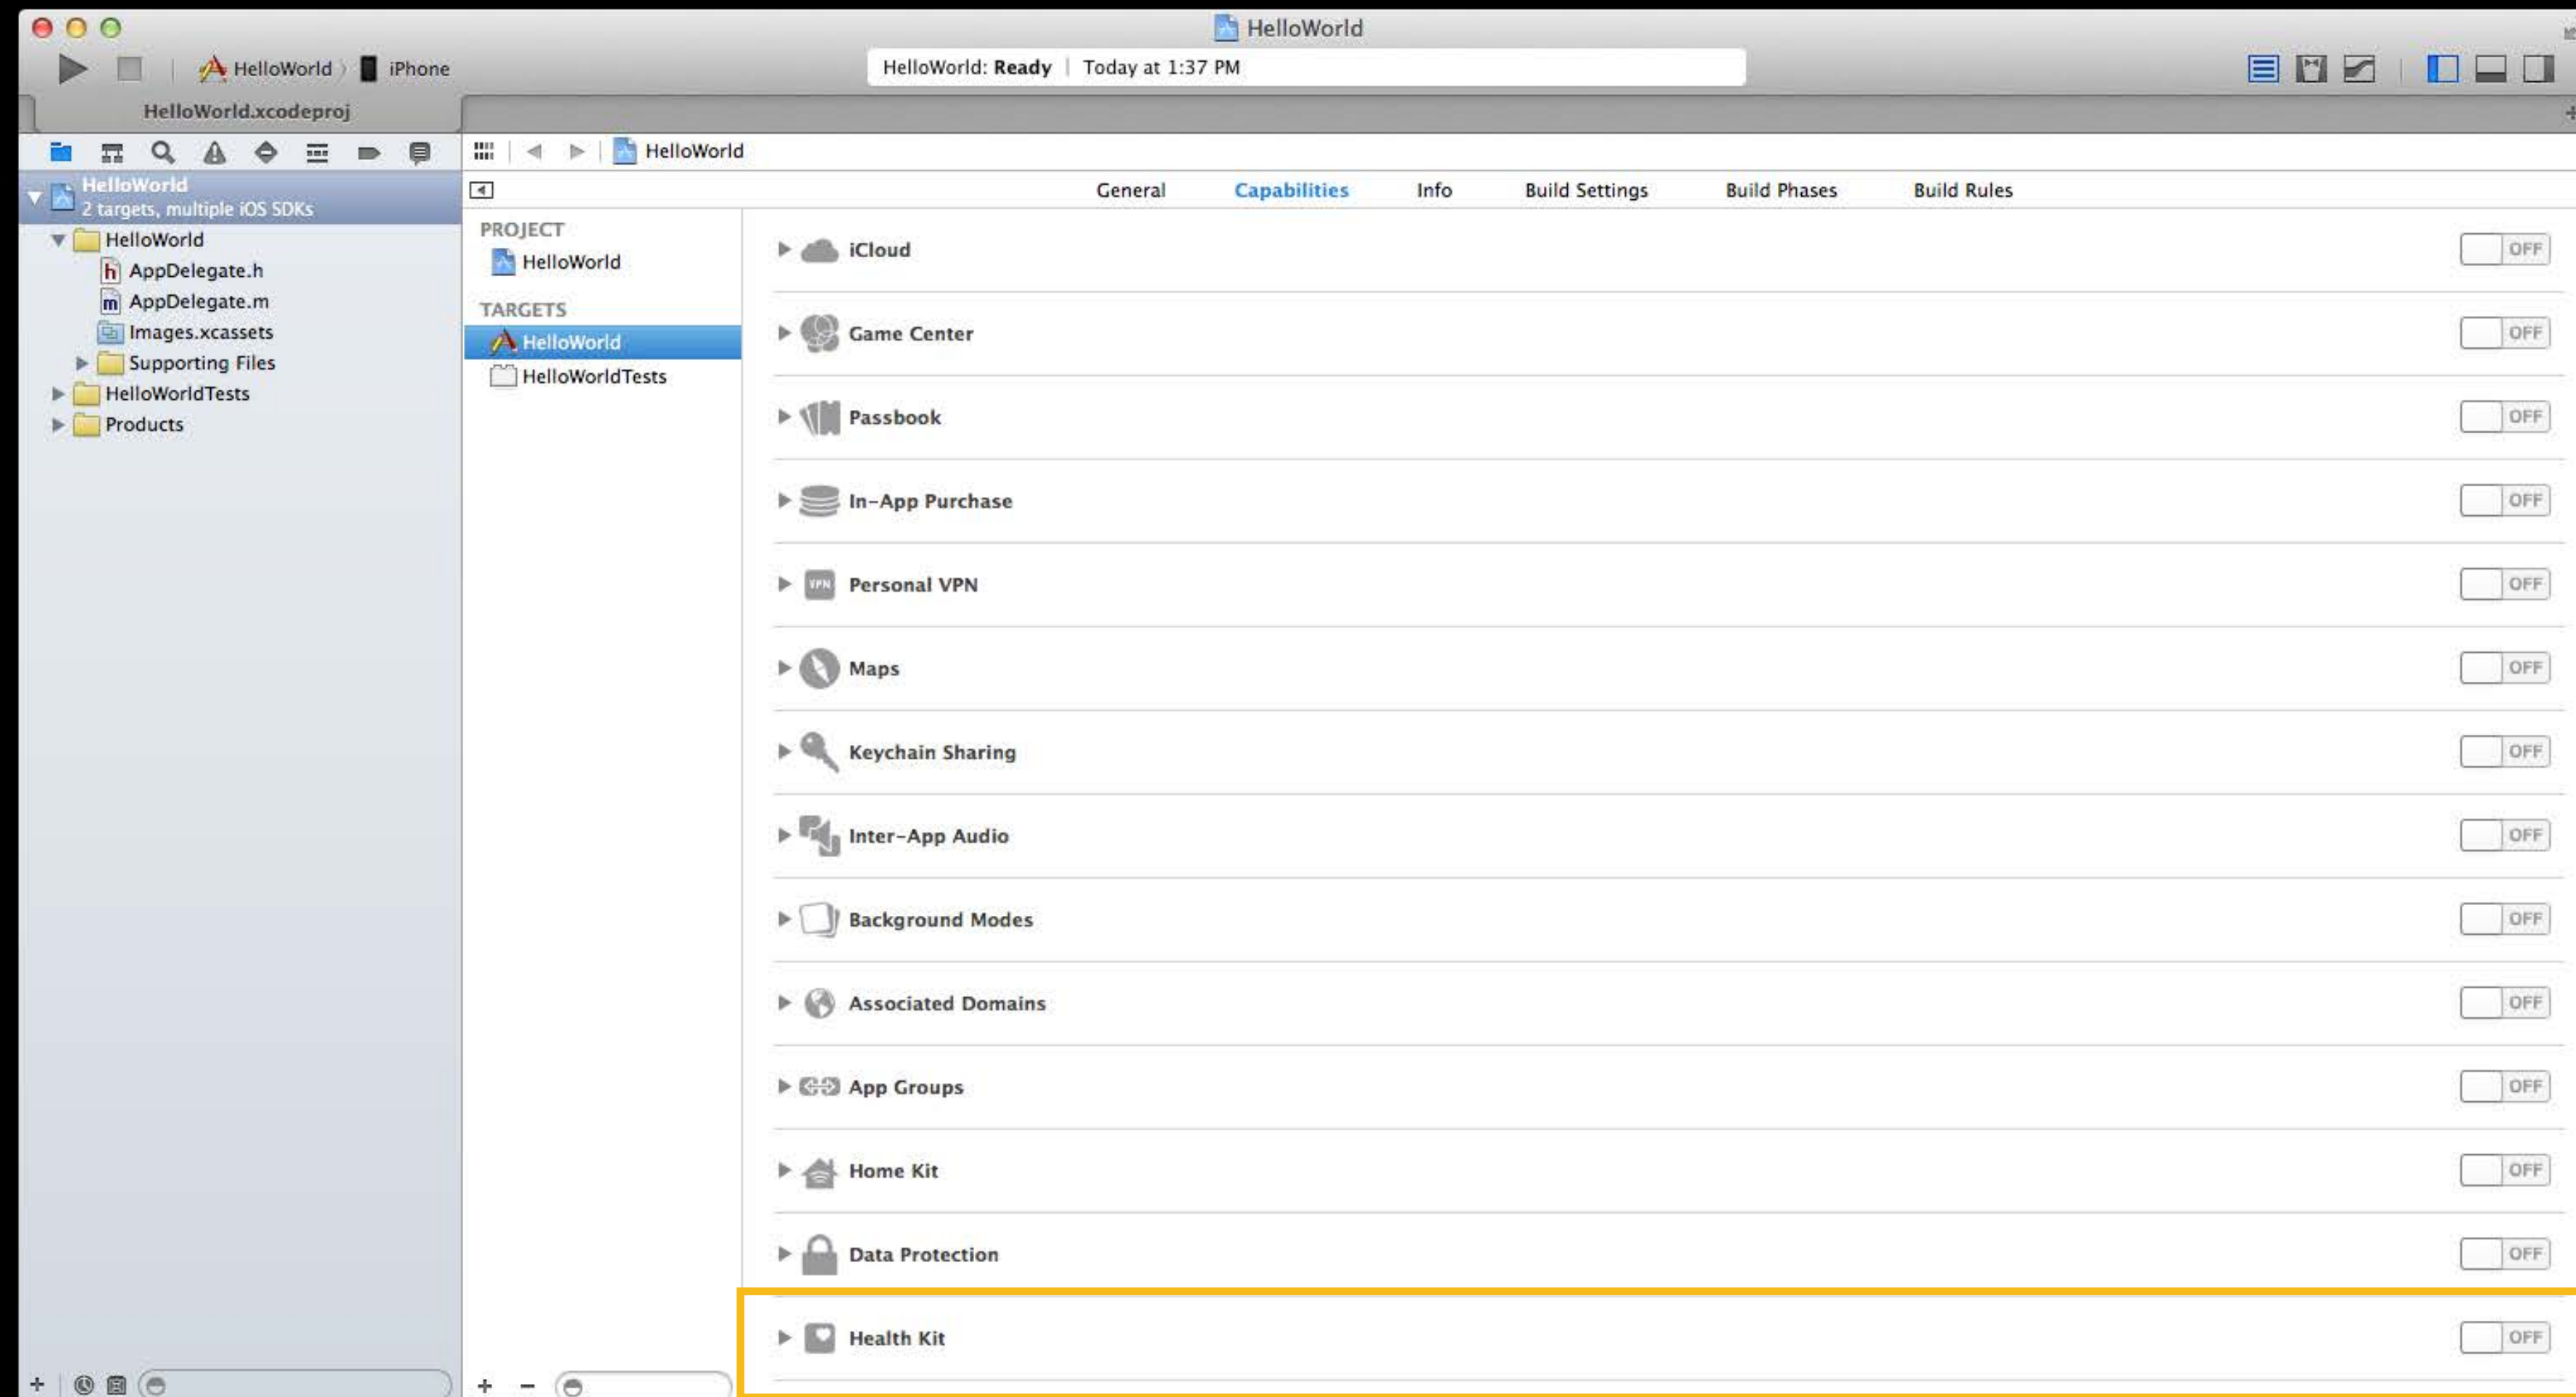 HelloWorld
HelloWorld
iPhone
HelloWorld: Ready | Today at 1:37 PM
HelloWorld.xcodeproj
HelloWorld
HelloWorld
2 targets, multiple iOS SDKs
HelloWorld
AppDelegate.h
AppDelegate.m
Images.xcassets
Supporting Files
HelloWorldTests
Products
General Capabilities Info Build Settings Build Phases Build Rules
PROJECT
HelloWorld
TARGETS
HelloWorld
HelloWorldTests
iCloud OFF
Game Center OFF
Passbook OFF
In-App Purchase OFF
VPN Personal VPN OFF
Maps OFF
Keychain Sharing OFF
Inter-App Audio OFF
Background Modes OFF
Associated Domains OFF
App Groups OFF
Home Kit OFF
Data Protection OFF
Health Kit OFF